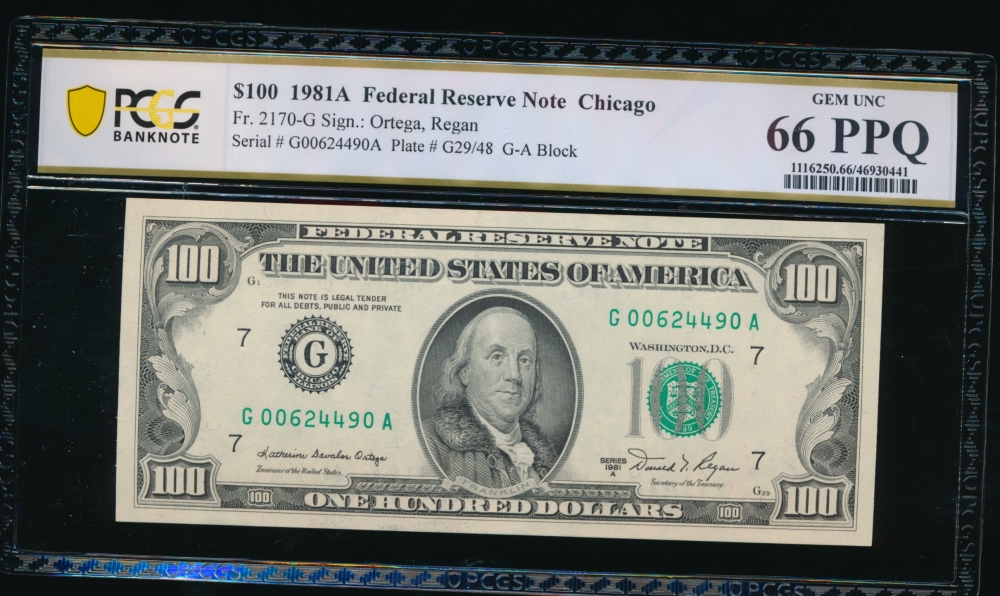 PCGS
BANKNOTE
$100 1981A Federal Reserve Note Chicago
Fr. 2170-G Sign.: Ortega, Regan
Serial # G00624490A Plate # G29/48 G-A Block
GEM UNC
66 PPQ
1116250.66/46930441
FEDERAL RESERVE NOTE
THE UNITED STATES OF AMERICA
100
100
G1
THIS NOTE IS LEGAL TENDER
FOR ALL DEBTS, PUBLIC AND PRIVATE
G 00624490 A
WASHINGTON, D.C.
7
7
G
100
G 00624490 A
7
7
Katherine Davalos Ortega
Treasurer of the United States
SERIES
1981
A
Donald T. Regan
Secretary of the Treasury
G29
FRANKLIN
100
100
100
100
ONE HUNDRED DOLLARS
PCGS